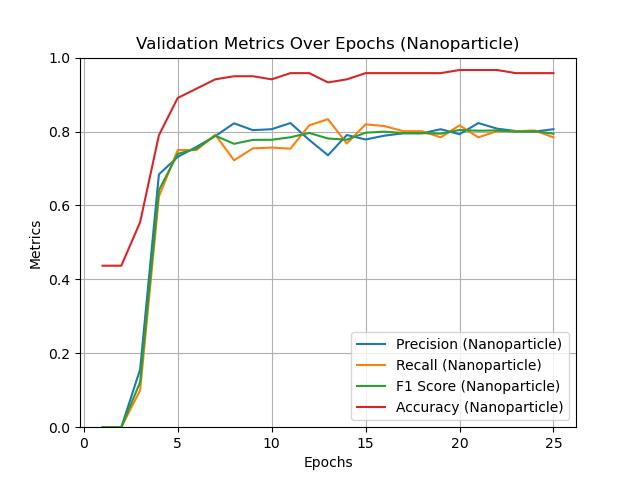 Validation Metrics Over Epochs (Nanoparticle)
1.0
0.8
0.6
0.4
0.2
0.0
Metrics
Precision (Nanoparticle)
Recall (Nanoparticle)
F1 Score (Nanoparticle)
Accuracy (Nanoparticle)
0 5 10 15 20 25
Epochs